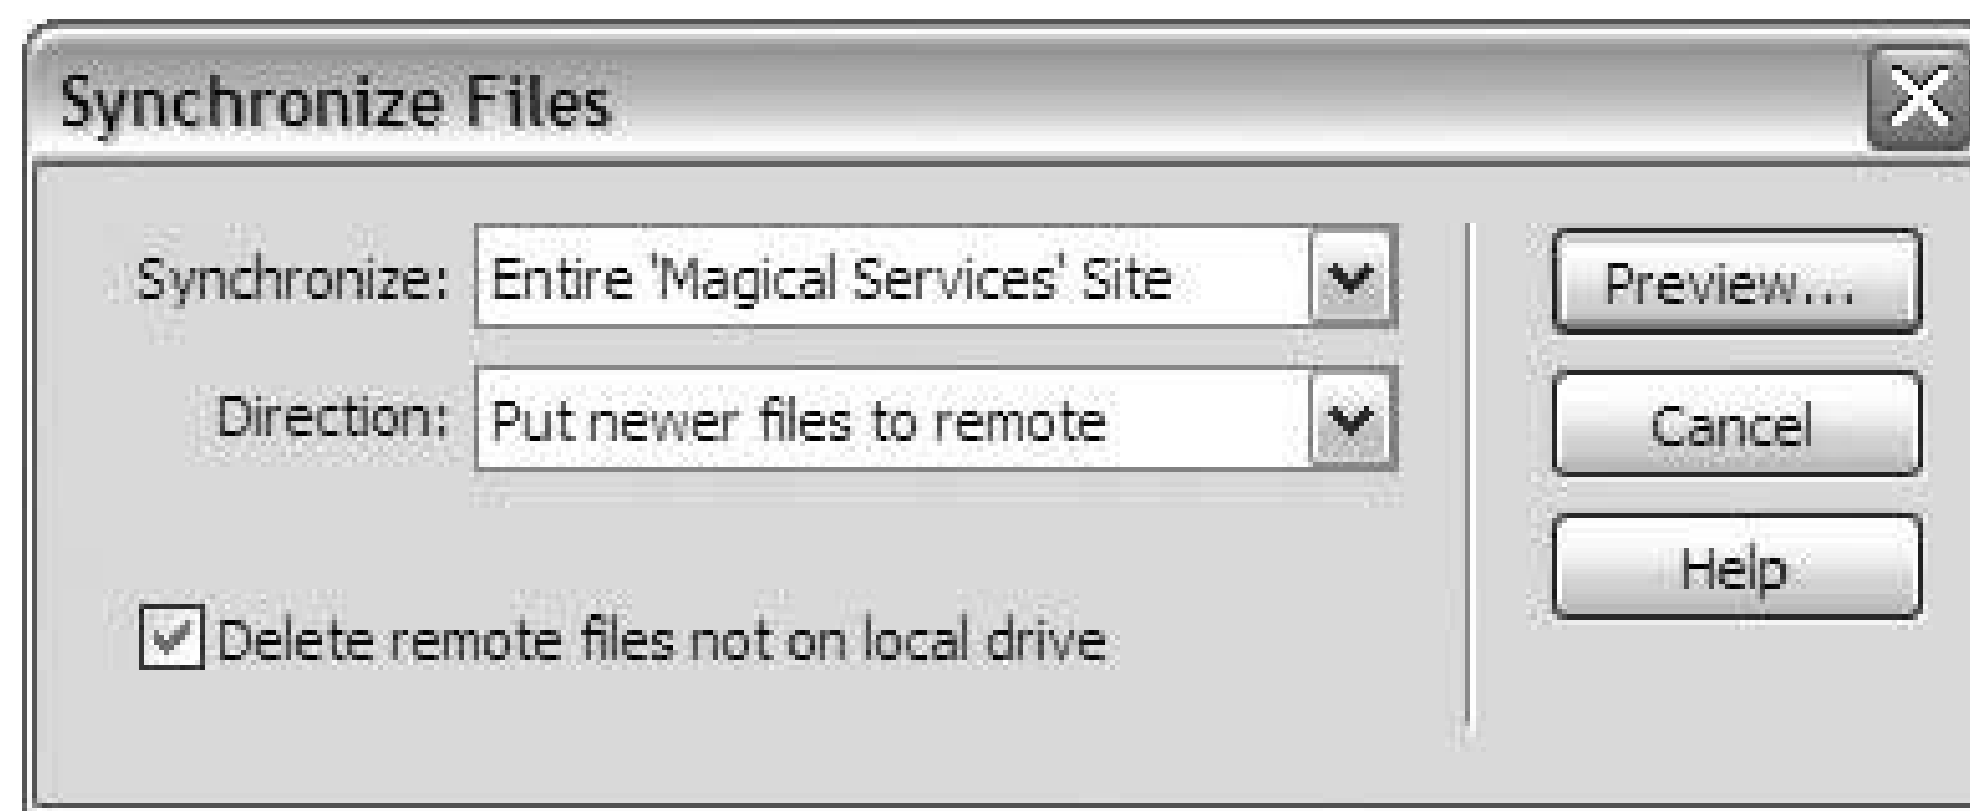 Synchronize Files
Synchronize: Entire 'Magical Services' Site
Preview...
Direction: Put newer files to remote
Cancel
Help
Delete remote files not on local drive